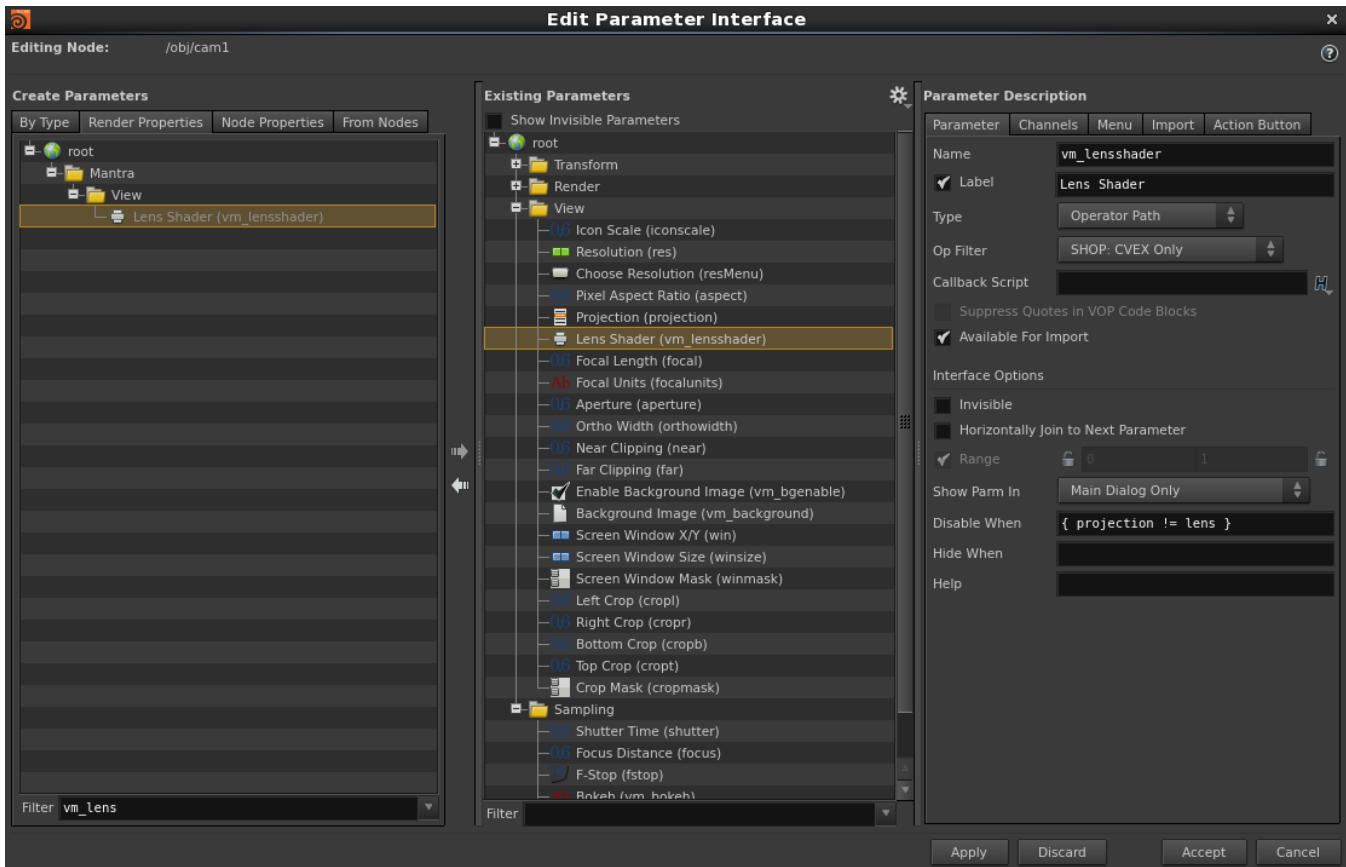 Edit Parameter Interface
Editing Node: /obj/cam1
Create Parameters
By Type Render Properties Node Properties From Nodes
root
Mantra
View
Lens Shader (vm_lensshader)
Filter vm_lens
Existing Parameters
Show Invisible Parameters
root
Transform
Render
View
Icon Scale (iconscale)
Resolution (res)
Choose Resolution (resMenu)
Pixel Aspect Ratio (aspect)
Projection (projection)
Lens Shader (vm_lensshader)
Focal Length (focal)
Focal Units (focalunits)
Aperture (aperture)
Ortho Width (orthowidth)
Near Clipping (near)
Far Clipping (far)
Enable Background Image (vm_bgenable)
Background Image (vm_background)
Screen Window X/Y (win)
Screen Window Size (winsize)
Screen Window Mask (winmask)
Left Crop (cropl)
Right Crop (cropr)
Bottom Crop (cropb)
Top Crop (cropt)
Crop Mask (cropmask)
Sampling
Shutter Time (shutter)
Focus Distance (focus)
F-Stop (fstop)
Bokeh (vm_bokeh)
Filter
Parameter Description
Parameter Channels Menu Import Action Button
Name vm_lensshader
Label Lens Shader
Type Operator Path
Op Filter SHOP: CVEX Only
Callback Script
Suppress Quotes in VOP Code Blocks
Available For Import
Interface Options
Invisible
Horizontally Join to Next Parameter
Range 0 1
Show Parm In Main Dialog Only
Disable When { projection != lens }
Hide When
Help
Apply Discard Accept Cancel